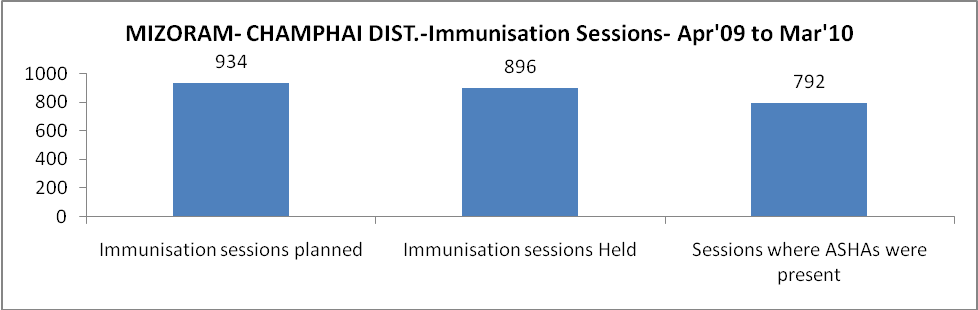 MIZORAM- CHAMPHAI DIST.-Immunisation Sessions- Apr'09 to Mar'10
934
896
792
1000
800
600
400
200
0
Immunisation sessions planned
Immunisation sessions Held
Sessions where ASHAs were
present